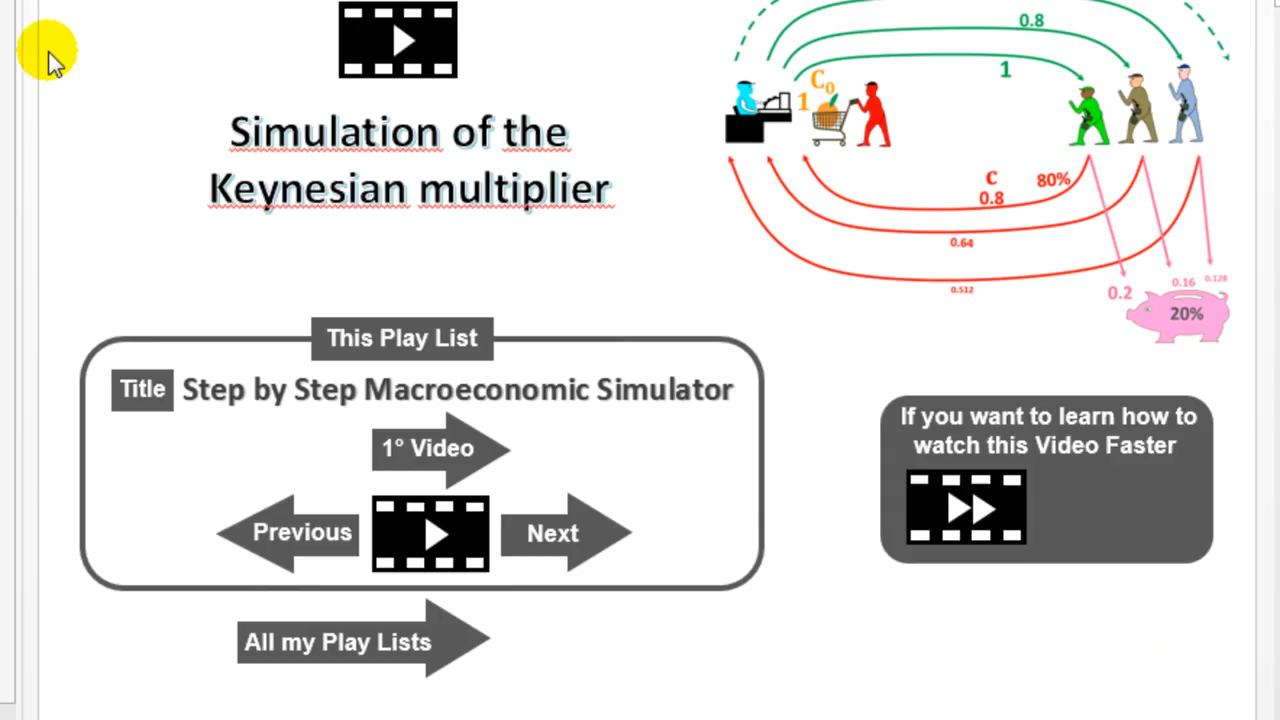 Simulation of the
Keynesian multiplier
0.8
1
C₀
1
c
80%
0.8
0.64
0.512
0.2
0.16
0.128
20%
This Play List
Title
Step by Step Macroeconomic Simulator
1° Video
Previous
Next
All my Play Lists
If you want to learn how to
watch this Video Faster